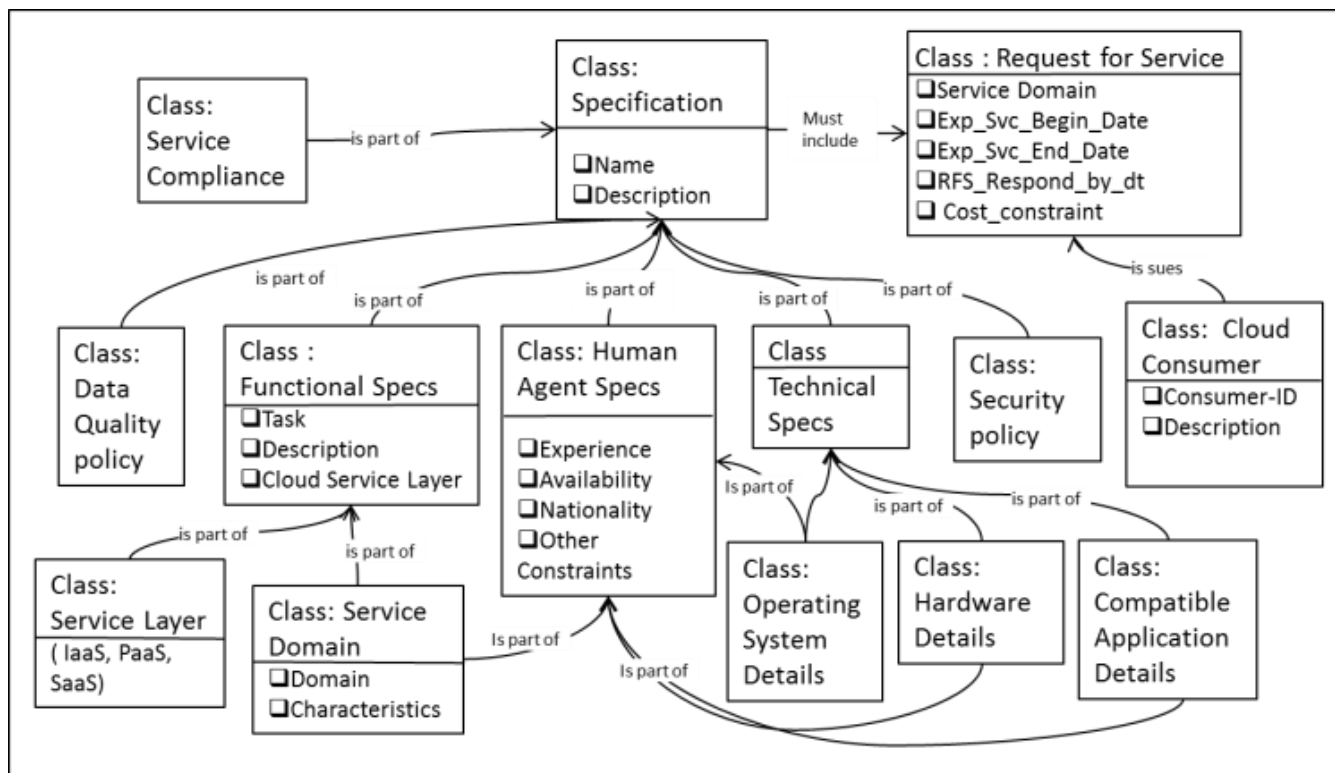 Class:
Service
Compliance
is part of
Class:
Specification
❑Name
❑Description
Must
include
Class : Request for Service
❑Service Domain
❑Exp_Svc_Begin_Date
❑Exp_Svc_End_Date
❑RFS_Respond_by_dt
❑ Cost_constraint
is part of
is part of
is part of
is part of
is part of
is sues
Class:
Data
Quality
policy
Class :
Functional Specs
❑Task
❑Description
❑Cloud Service Layer
Class: Human
Agent Specs
❑Experience
❑Availability
❑Nationality
❑Other
Constraints
Class
Technical
Specs
Class:
Security
policy
Class: Cloud
Consumer
❑Consumer-ID
❑Description
is part of
is part of
Is part of
is part of
is part of
Class:
Service Layer
( IaaS, PaaS,
SaaS)
Class: Service
Domain
❑Domain
❑Characteristics
Is part of
Is part of
Class:
Operating
System
Details
Class:
Hardware
Details
Class:
Compatible
Application
Details